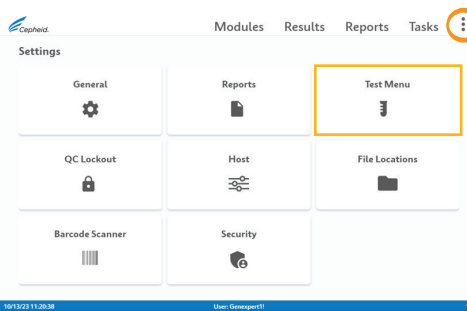 Cepheid. Modules Results Reports Tasks
Settings
General Reports Test Menu
QC Lockout Host File Locations
Barcode Scanner Security
10/13/23 11:20:38 User: Genexpert1!